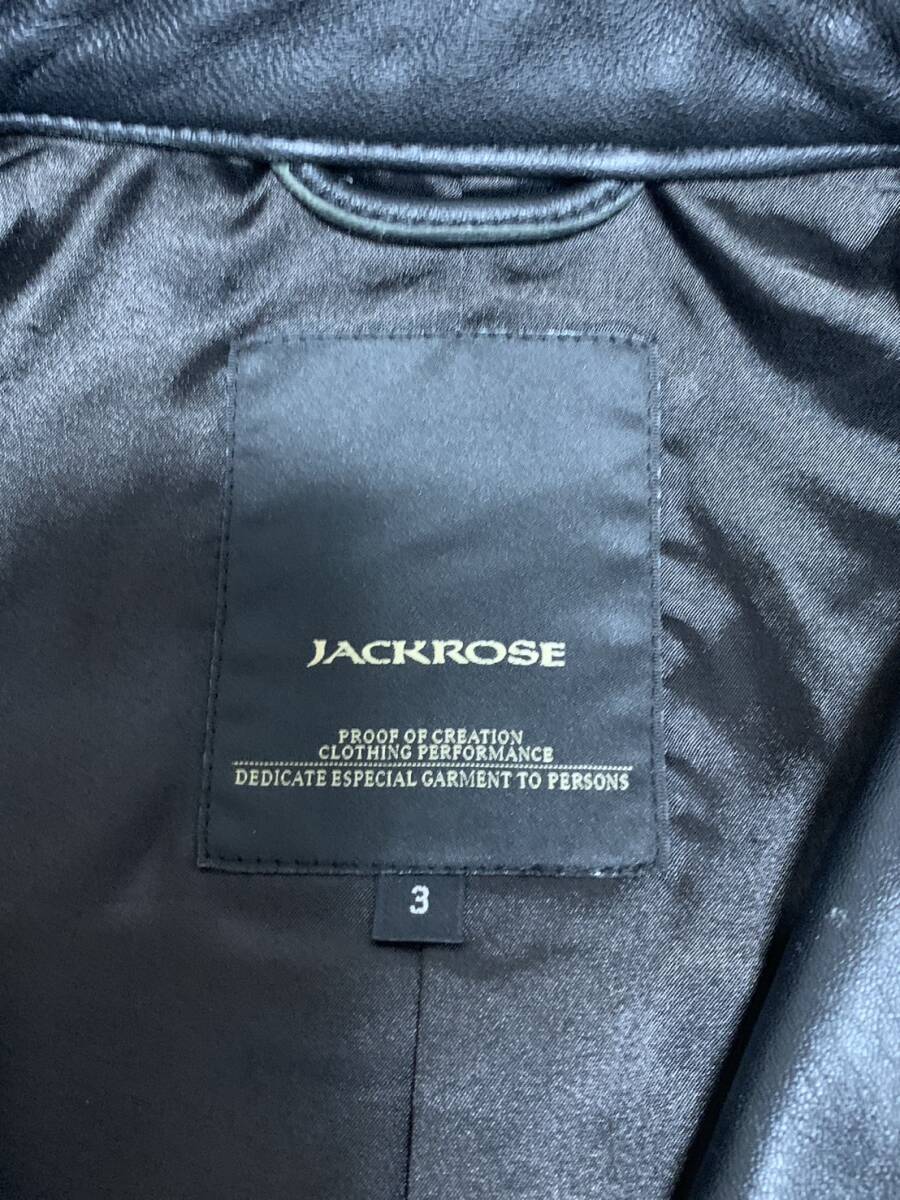 JACKROSE
PROOF OF CREATION
CLOTHING PERFORMANCE
DEDICATE ESPECIAL GARMENT TO PERSONS
3